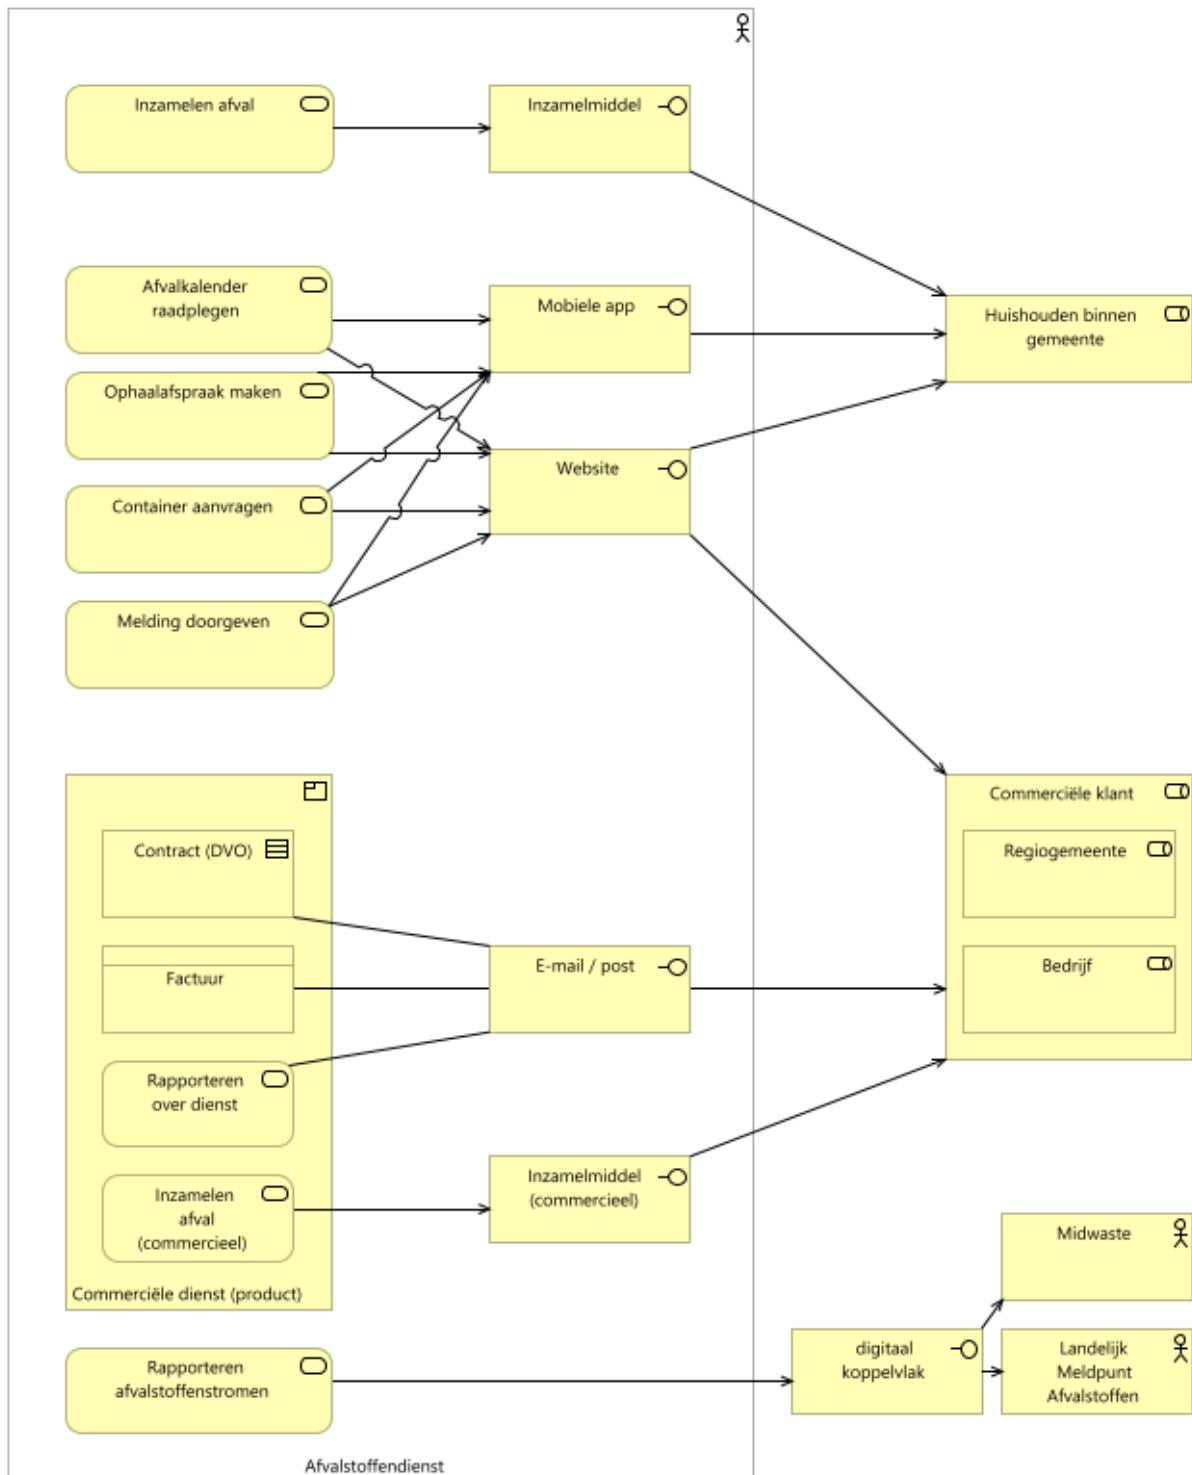 Inzamelen afval
Inzamelmiddel
Afvalkalender
raadplegen
Mobiele app
Huishouden binnen
gemeente
Ophaalafspraak maken
Website
Container aanvragen
Melding doorgeven
Commerciële klant
Contract (DVO)
Regiogemeente
Factuur
E-mail / post
Bedrijf
Rapporteren
over dienst
Inzamelen
afval
(commercieel)
Inzamelmiddel
(commercieel)
Commerciële dienst (product)
Midwaste
Rapporteren
afvalstoffenstromen
digitaal
koppelvlak
Landelijk
Meldpunt
Afvalstoffen
Afvalstoffendienst